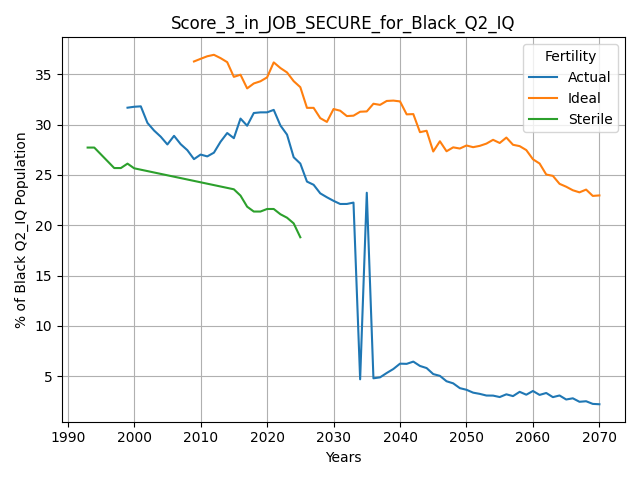 Score_3_in_JOB_SECURE_for_Black_Q2_IQ
% of Black Q2_IQ Population
35
30
25
20
15
10
5
Fertility
Actual
Ideal
Sterile
1990 2000 2010 2020 2030 2040 2050 2060 2070
Years